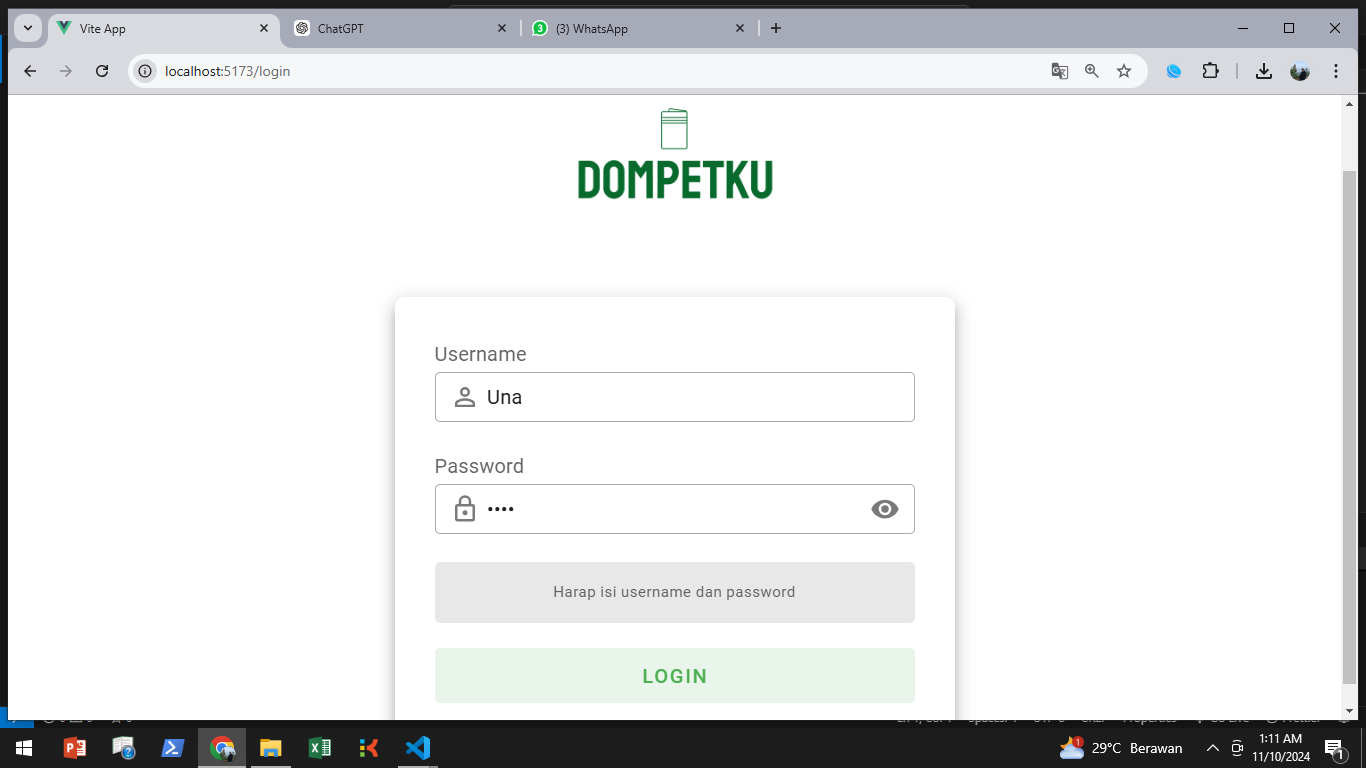 Vite App
ChatGPT
3
(3) WhatsApp
localhost:5173/login
DOMPETKU
Username
Una
Password
Harap isi username dan password
LOGIN
1
29°C Berawan
1:11 AM
11/10/2024
1